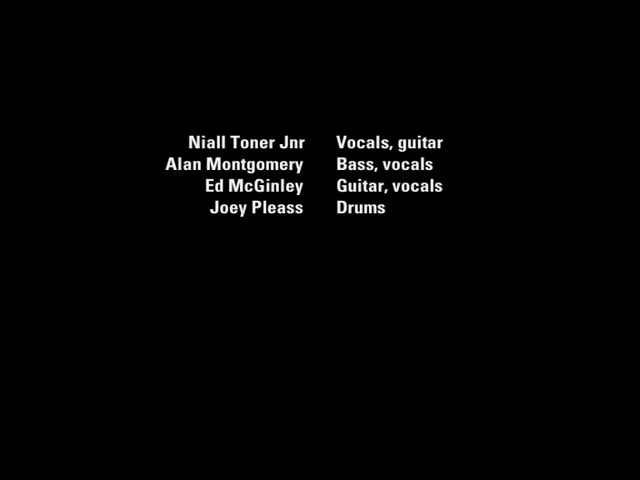 Niall Toner Jnr Vocals, guitar
Alan Montgomery Bass, vocals
Ed McGinley Guitar, vocals
Joey Pleass Drums